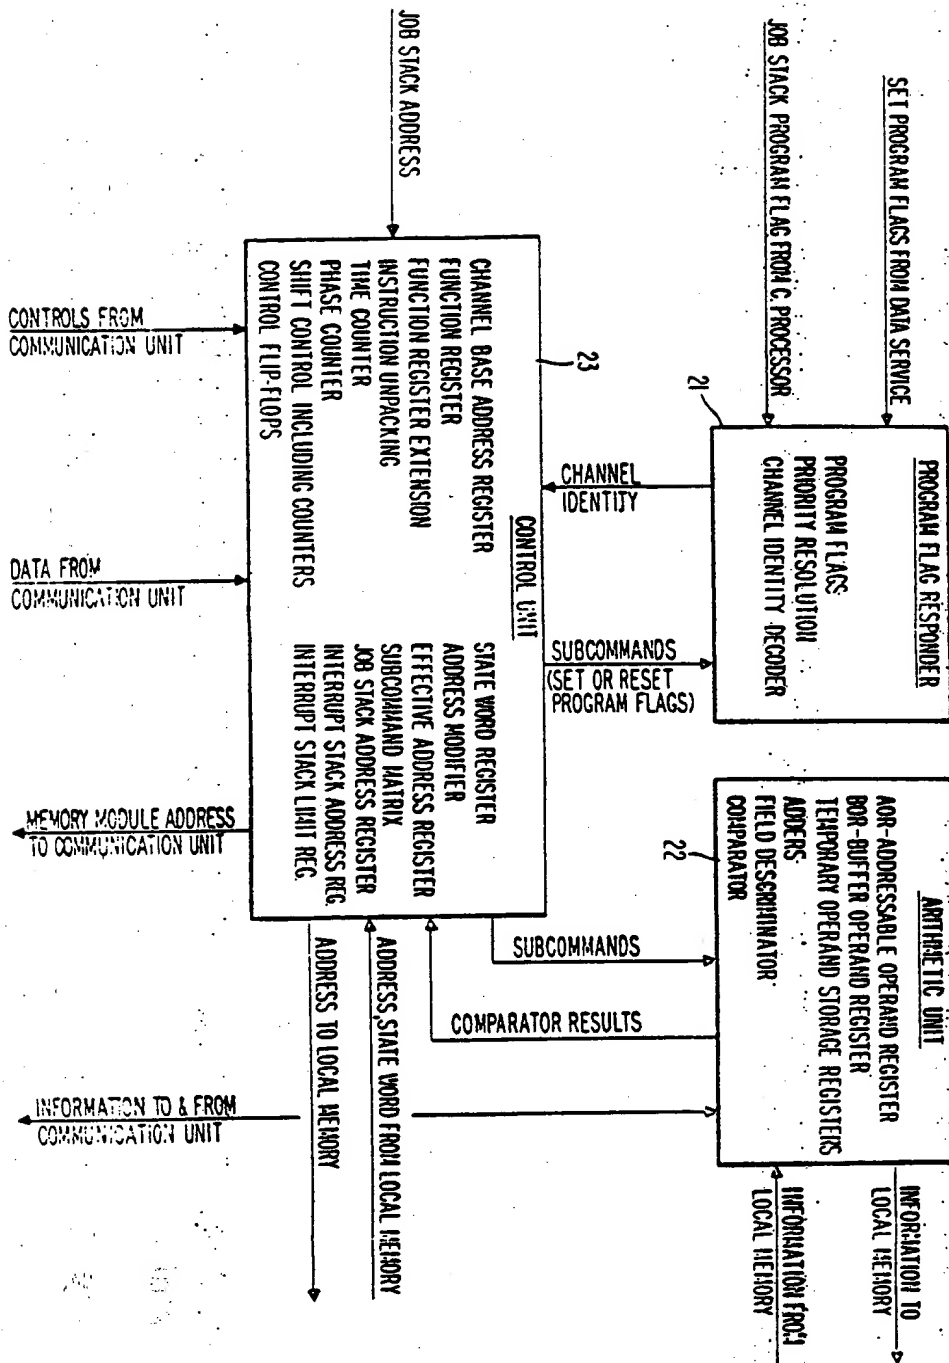 SET PROGRAM FLAGS FROM DATA SERVICE
JOB STACK PROGRAM FLAG FROM C. PROCESSOR
PROGRAM FLAG RESPONDER
PROGRAM FLAGS
PRIORITY RESOLUTION
CHANNEL IDENTITY DECODER
21
ARITHMETIC UNIT
AOR-ADDRESSABLE OPERAND REGISTER
BOR-BUFFER OPERAND REGISTER
TEMPORARY OPERAND STORAGE REGISTERS
ADDERS
FIELD DESCRIMINATOR
COMPARATOR
22
INFORMATION TO
LOCAL MEMORY
INFORMATION FROM
LOCAL MEMORY
CHANNEL
IDENTITY
SUBCOMMANDS
(SET OR RESET
PROGRAM FLAGS)
SUBCOMMANDS
COMPARATOR RESULTS
JOB STACK ADDRESS
23
CONTROL UNIT
CHANNEL BASE ADDRESS REGISTER
FUNCTION REGISTER
FUNCTION REGISTER EXTENSION
INSTRUCTION UNPACKING
TIME COUNTER
PHASE COUNTER
SHIFT CONTROL INCLUDING COUNTERS
CONTROL FLIP-FLOPS
STATE WORD REGISTER
ADDRESS MODIFIER
EFFECTIVE ADDRESS REGISTER
SUBCOMMAND MATRIX
JOB STACK ADDRESS REGISTER
INTERRUPT STACK ADDRESS REG.
INTERRUPT STACK LIMIT REG.
ADDRESS,STATE WORD FROM LOCAL MEMORY
ADDRESS TO LOCAL MEMORY
CONTROLS FROM
COMMUNICATION UNIT
DATA FROM
COMMUNICATION UNIT
MEMORY MODULE ADDRESS
TO COMMUNICATION UNIT
INFORMATION TO & FROM
COMMUNICATION UNIT